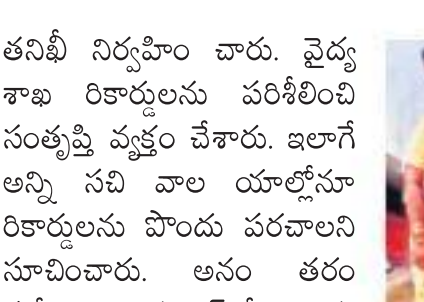 తనిఖీ నిర్వహిం చారు. వైద్య
శాఖ రికార్డులను పరిశీలించి
సంతృప్తి వ్యక్తం చేశారు. ఇలాగే
అన్ని సచి వాల యాల్లోనూ
రికార్డులను పొందు పరచాలని
సూచించారు. అనం తరం